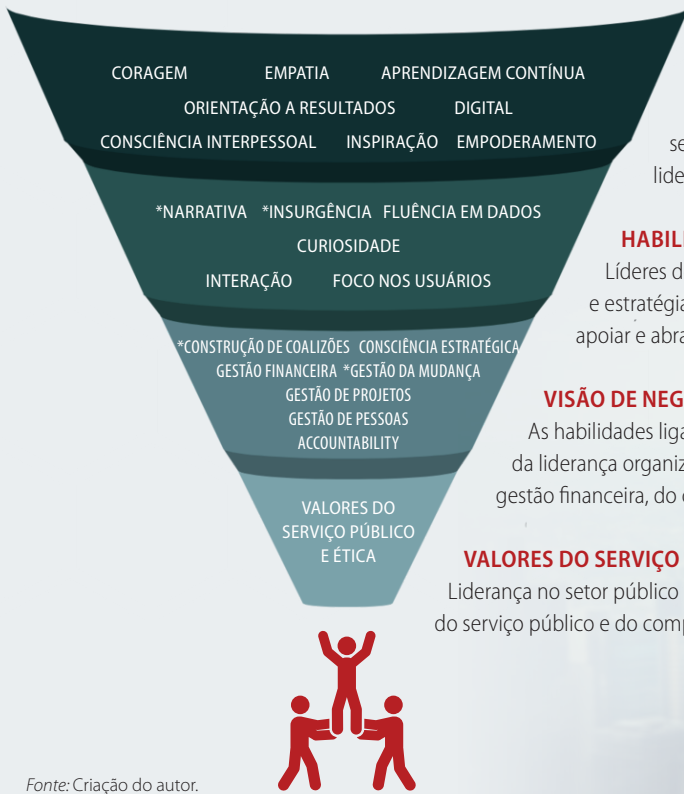 CORAGEM EMPATIA APRENDIZAGEM CONTÍNUA
ORIENTAÇÃO A RESULTADOS DIGITAL
CONSCIÊNCIA INTERPESSOAL INSPIRAÇÃO EMPODERAMENTO
*NARRATIVA *INSURGÊNCIA FLUÊNCIA EM DADOS
CURIOSIDADE
INTERAÇÃO FOCO NOS USUÁRIOS
*CONSTRUÇÃO DE COALIZÕES CONSCIÊNCIA ESTRATÉGICA
GESTÃO FINANCEIRA *GESTÃO DA MUDANÇA
GESTÃO DE PROJETOS
GESTÃO DE PESSOAS
ACCOUNTABILITY
VALORES DO
SERVIÇO PÚBLICO
E ÉTICA
se
lide
HABILI
Líderes d
e estratégia
apoiar e abra
VISÃO DE NEG
As habilidades liga
da liderança organiz
gestão financeira, do
VALORES DO SERVIÇO
Liderança no setor público
do serviço público e do comp
Fonte: Criação do autor.